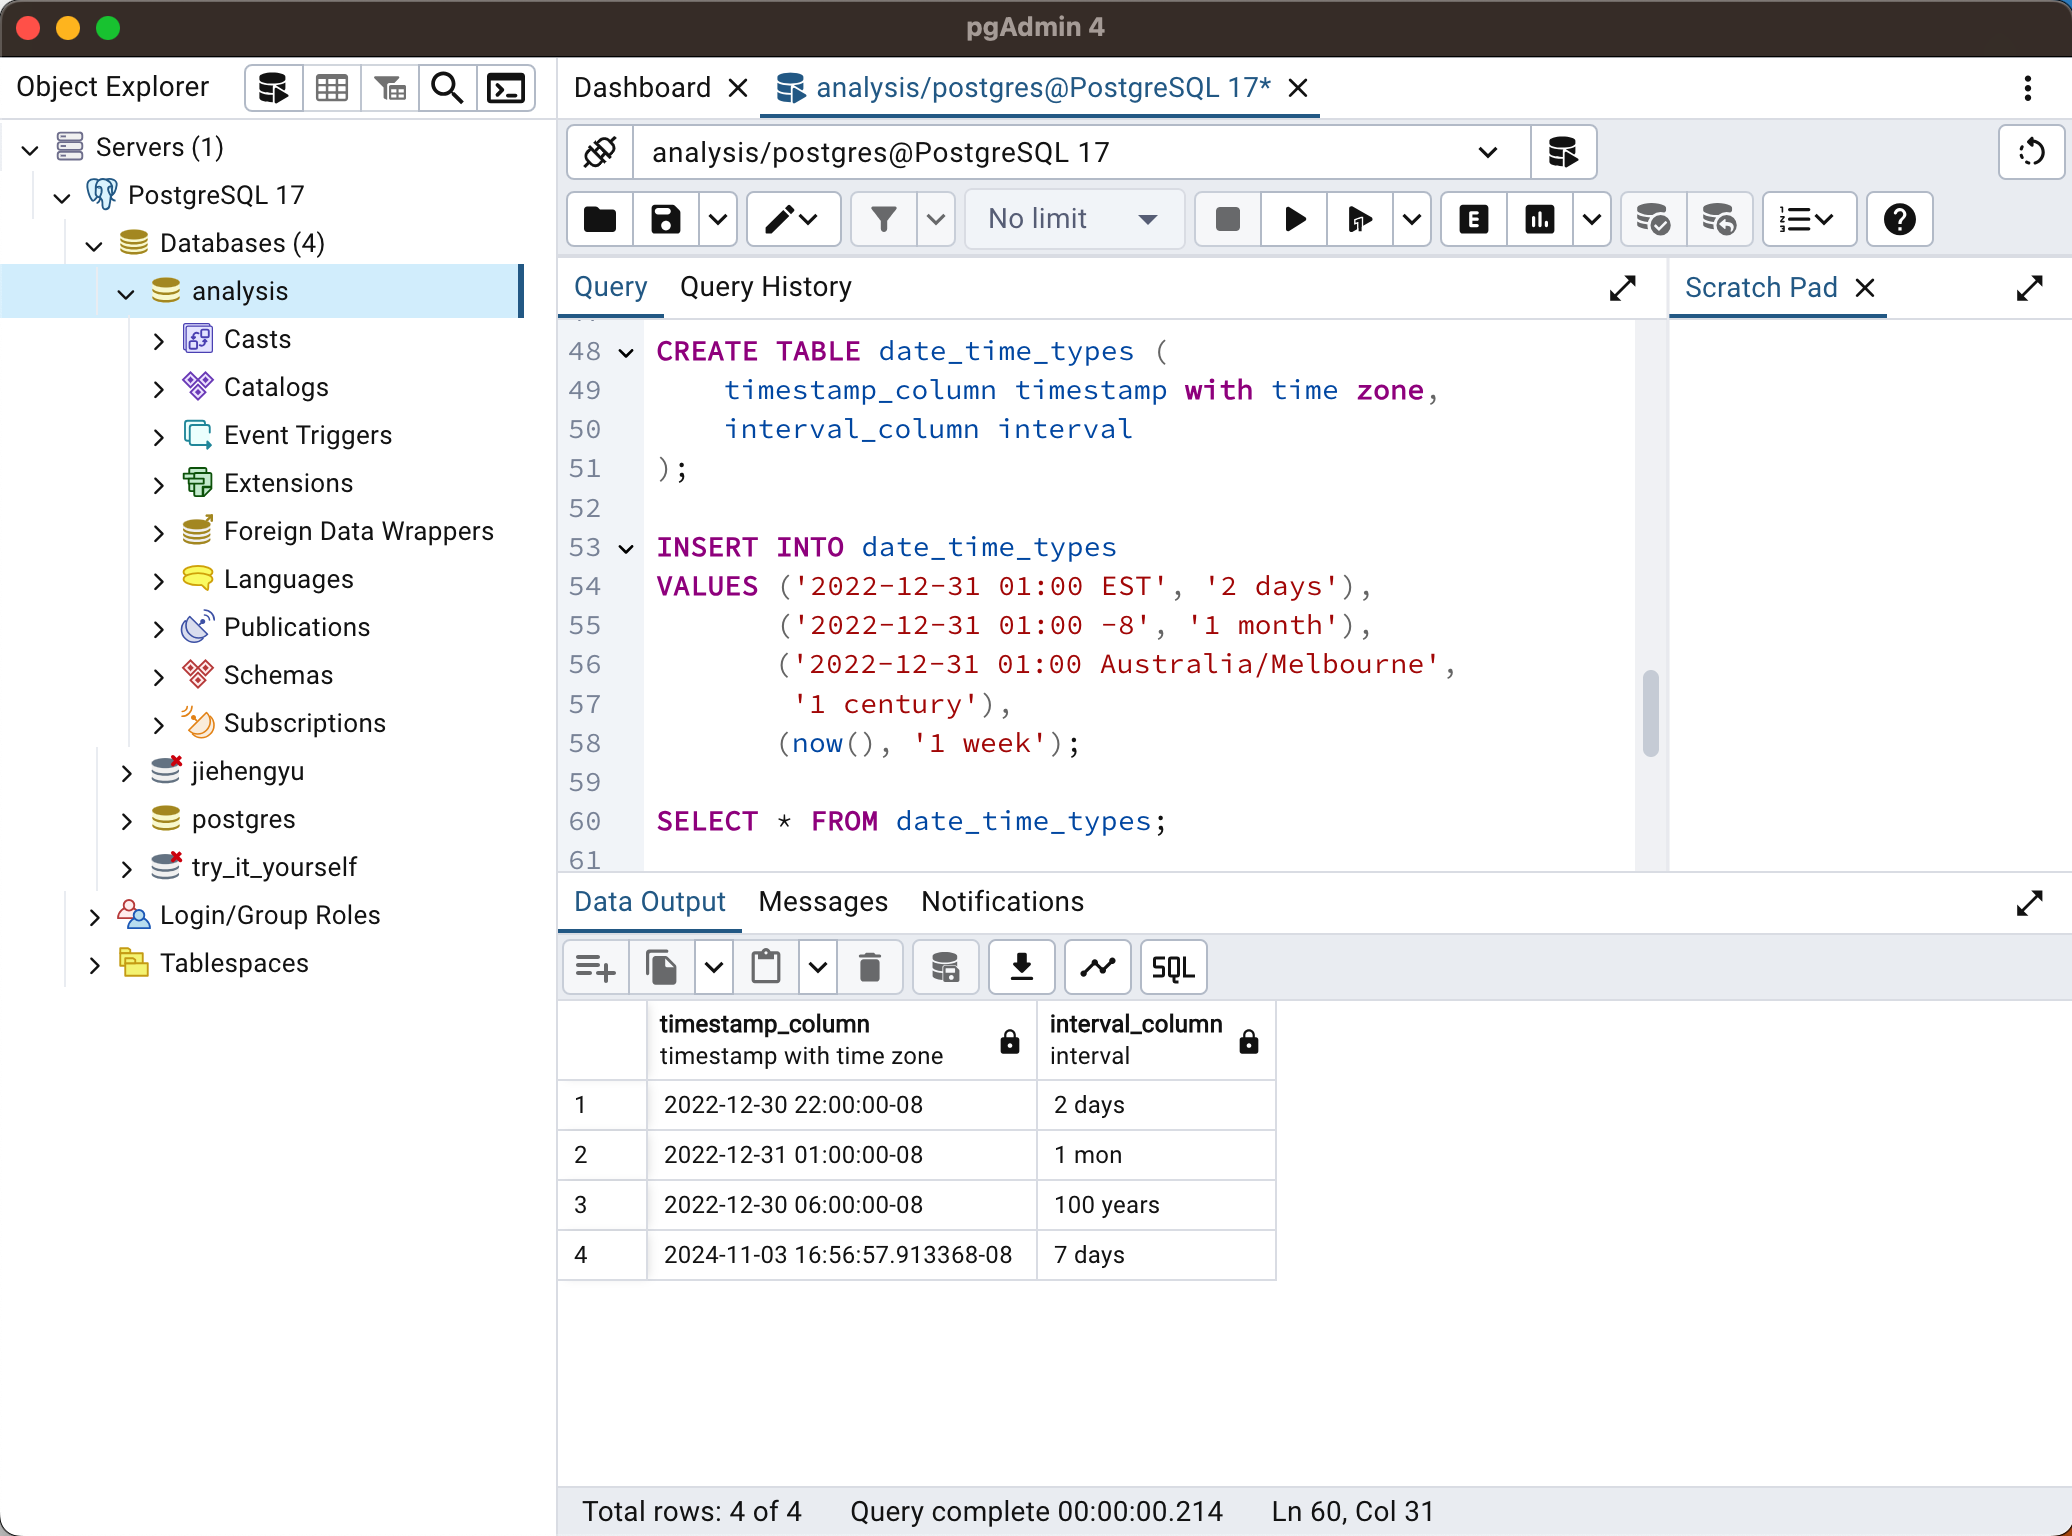 pgAdmin 4
Object Explorer
Servers (1)
PostgreSQL 17
Databases (4)
analysis
Casts
Catalogs
Event Triggers
Extensions
Foreign Data Wrappers
Languages
Publications
Schemas
Subscriptions
jiehengyu
postgres
try_it_yourself
Login/Group Roles
Tablespaces
Dashboard
analysis/postgres@PostgreSQL 17*
analysis/postgres@PostgreSQL 17
No limit
E
Query Query History
Scratch Pad
48 CREATE TABLE date_time_types (
49 timestamp_column timestamp with time zone,
50 interval_column interval
51 );
52
53 INSERT INTO date_time_types
54 VALUES ('2022-12-31 01:00 EST', '2 days'),
55 ('2022-12-31 01:00 -8', '1 month'),
56 ('2022-12-31 01:00 Australia/Melbourne',
57 '1 century'),
58 (now(), '1 week');
59
60 SELECT * FROM date_time_types;
61
Data Output Messages Notifications
SQL
timestamp_column interval_column
timestamp with time zone interval
1 2022-12-30 22:00:00-08 2 days
2 2022-12-31 01:00:00-08 1 mon
3 2022-12-30 06:00:00-08 100 years
4 2024-11-03 16:56:57.913368-08 7 days
Total rows: 4 of 4 Query complete 00:00:00.214 Ln 60, Col 31